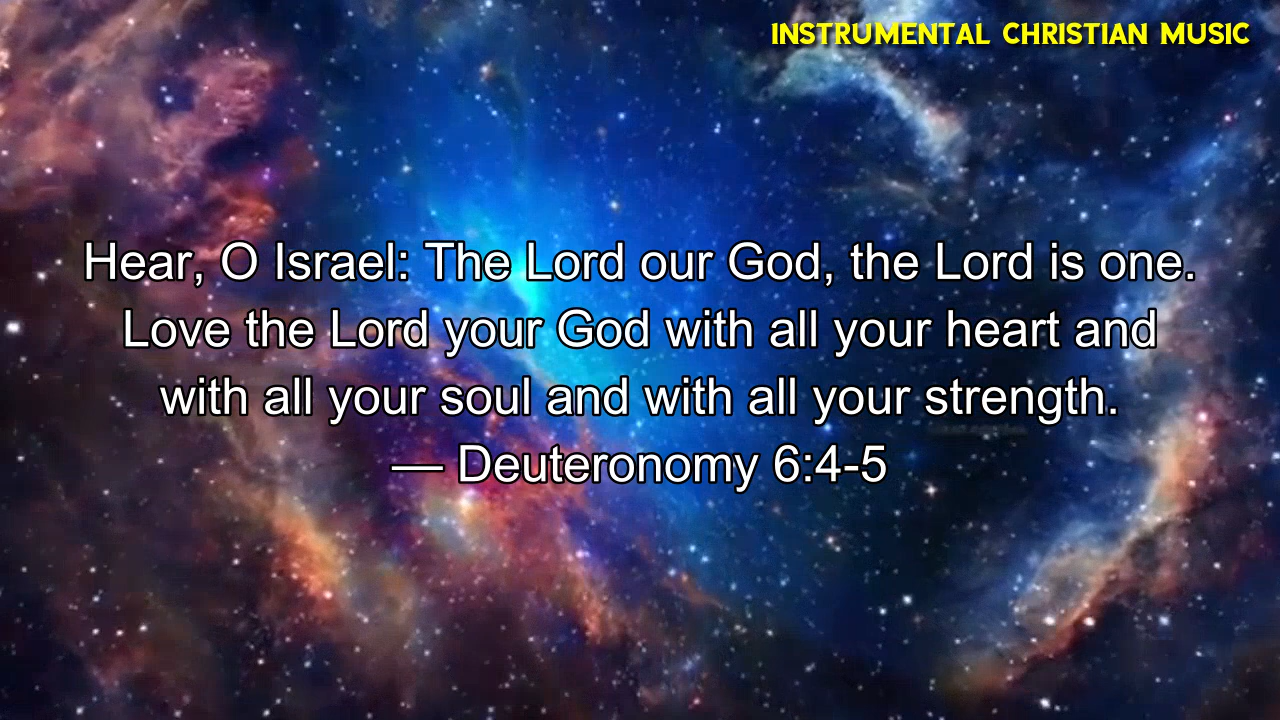 INSTRUMENTAL CHRISTIAN MUSIC
Hear, O Israel: The Lord our God, the Lord is one.
Love the Lord your God with all your heart and
with all your soul and with all your strength.
— Deuteronomy 6:4-5